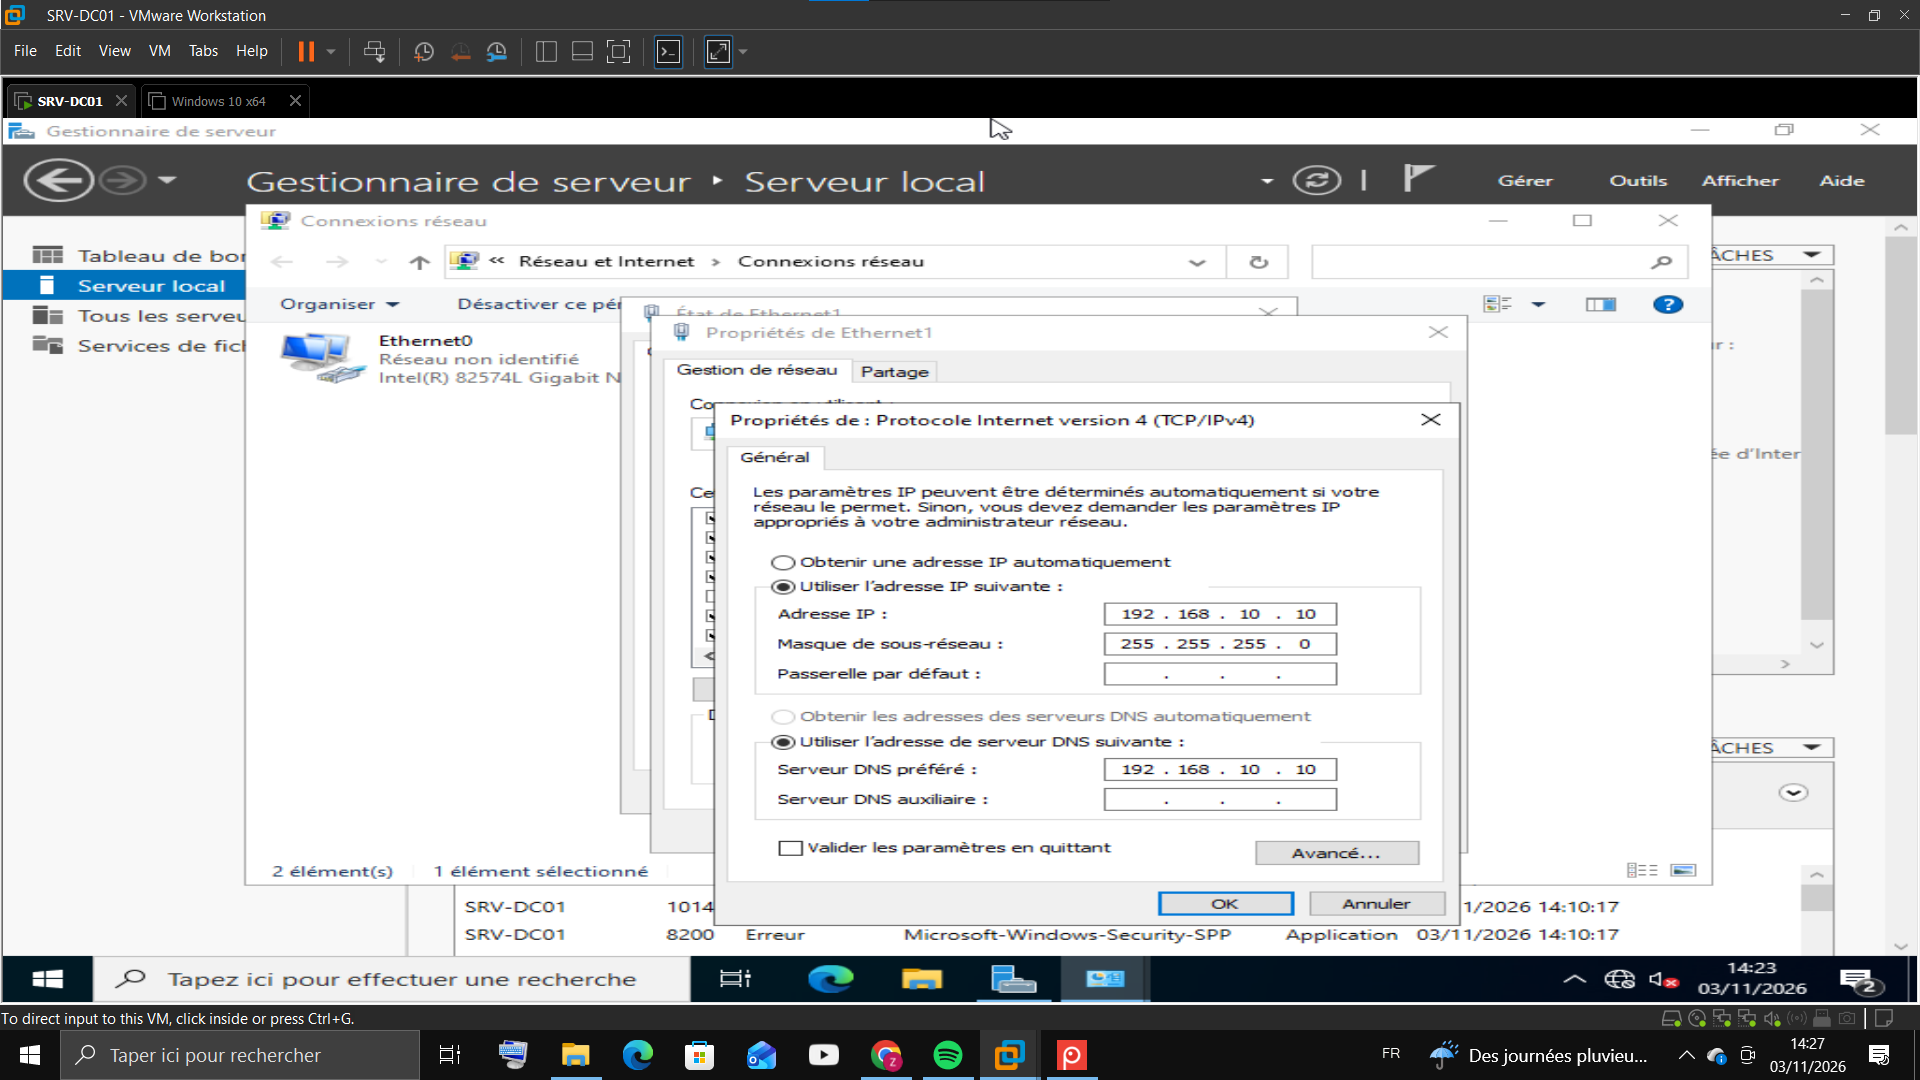 SRV-DC01 - VMware Workstation
File Edit View VM Tabs Help
SRV-DC01 Windows 10 x64
Gestionnaire de serveur
Gestionnaire de serveur ‣ Serveur local
Gérer Outils Afficher Aide
Connexions réseau
Tableau de bor
Serveur local
Tous les serveu
Services de fich
« Réseau et Internet > Connexions réseau
ÂCHES
Organiser Désactiver ce pér
Ethernet0
Réseau non identifié
Intel(R) 82574L Gigabit N
État de Ethernet1
Propriétés de Ethernet1
Gestion de réseau Partage
Propriétés de : Protocole Internet version 4 (TCP/IPv4)
Général
Les paramètres IP peuvent être déterminés automatiquement si votre
réseau le permet. Sinon, vous devez demander les paramètres IP
appropriés à votre administrateur réseau.
Obtenir une adresse IP automatiquement
Utiliser l'adresse IP suivante :
Adresse IP : 192 . 168 . 10 . 10
Masque de sous-réseau : 255 . 255 . 255 . 0
Passerelle par défaut : . . .
Obtenir les adresses des serveurs DNS automatiquement
Utiliser l'adresse de serveur DNS suivante :
Serveur DNS préféré : 192 . 168 . 10 . 10
Serveur DNS auxiliaire : . . .
Valider les paramètres en quittant
Avancé...
OK Annuler
ée d'Inter
ÂCHES
2 élément(s) 1 élément sélectionné
SRV-DC01 1014 1/2026 14:10:17
SRV-DC01 8200 Erreur Microsoft-Windows-Security-SPP Application 03/11/2026 14:10:17
Tapez ici pour effectuer une recherche
14:23
03/11/2026
2
To direct input to this VM, click inside or press Ctrl+G.
Taper ici pour rechercher
FR
Des journées pluvieu...
14:27
03/11/2026